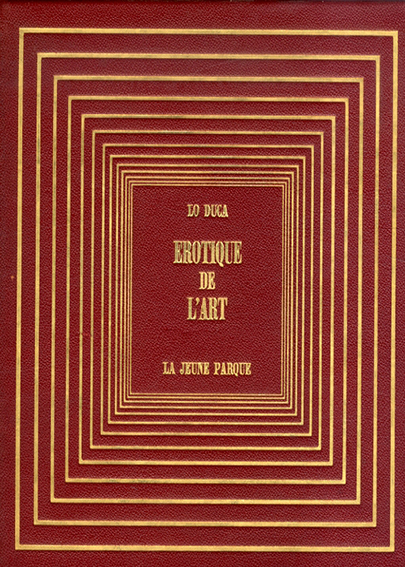 LO DUCA
EROTIQUE
DE
L'ART
LA JEUNE PARQUE